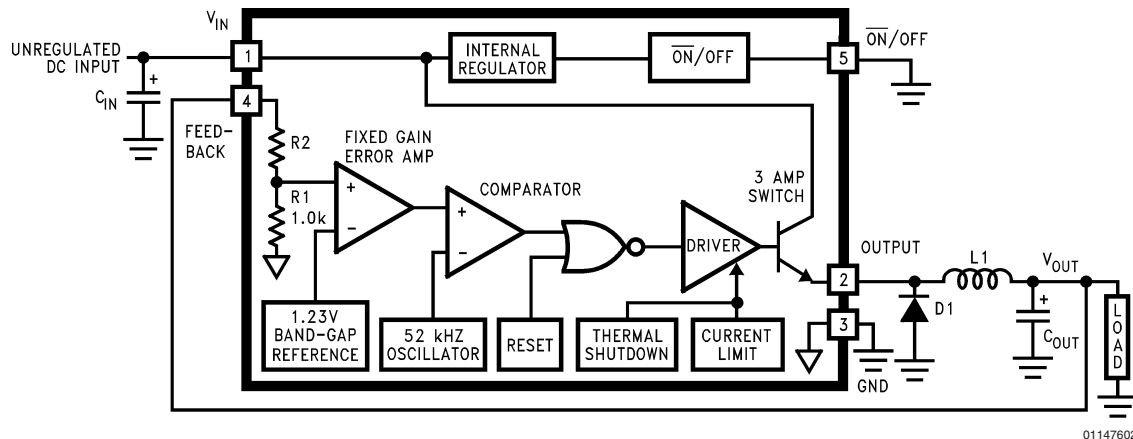 V_IN
UNREGULATED
DC INPUT
+
C_IN
1
4
FEED-
BACK
R2
R1
1.0k
FIXED GAIN
ERROR AMP
+
−
COMPARATOR
+
−
INTERNAL
REGULATOR
O̅N̅/OFF
5
O̅N̅/OFF
3 AMP
SWITCH
DRIVER
1.23V
BAND-GAP
REFERENCE
52 kHZ
OSCILLATOR
RESET
THERMAL
SHUTDOWN
CURRENT
LIMIT
OUTPUT
2
3
GND
D1
L1
V_OUT
+
C_OUT
LOAD
01147602